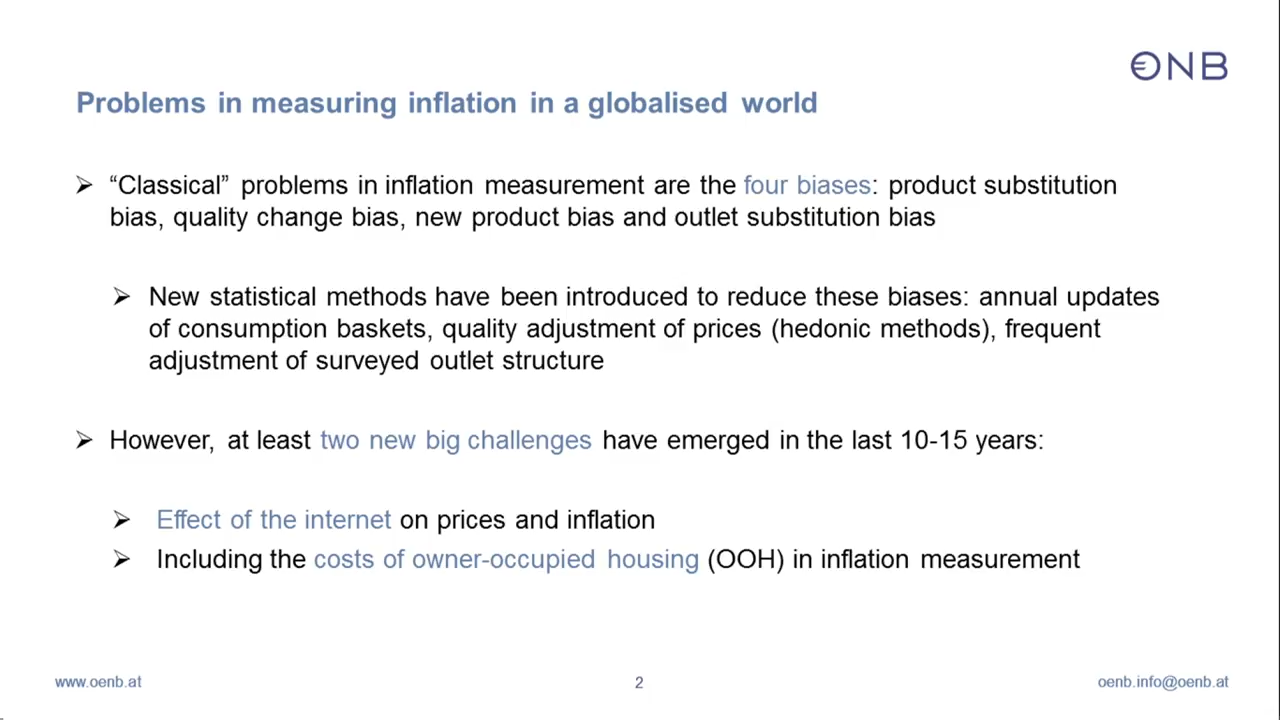 ONB
Problems in measuring inflation in a globalised world
➢ “Classical” problems in inflation measurement are the four biases: product substitution
bias, quality change bias, new product bias and outlet substitution bias
➢ New statistical methods have been introduced to reduce these biases: annual updates
of consumption baskets, quality adjustment of prices (hedonic methods), frequent
adjustment of surveyed outlet structure
➢ However, at least two new big challenges have emerged in the last 10-15 years:
➢ Effect of the internet on prices and inflation
➢ Including the costs of owner-occupied housing (OOH) in inflation measurement
www.oenb.at
2
oenb.info@oenb.at